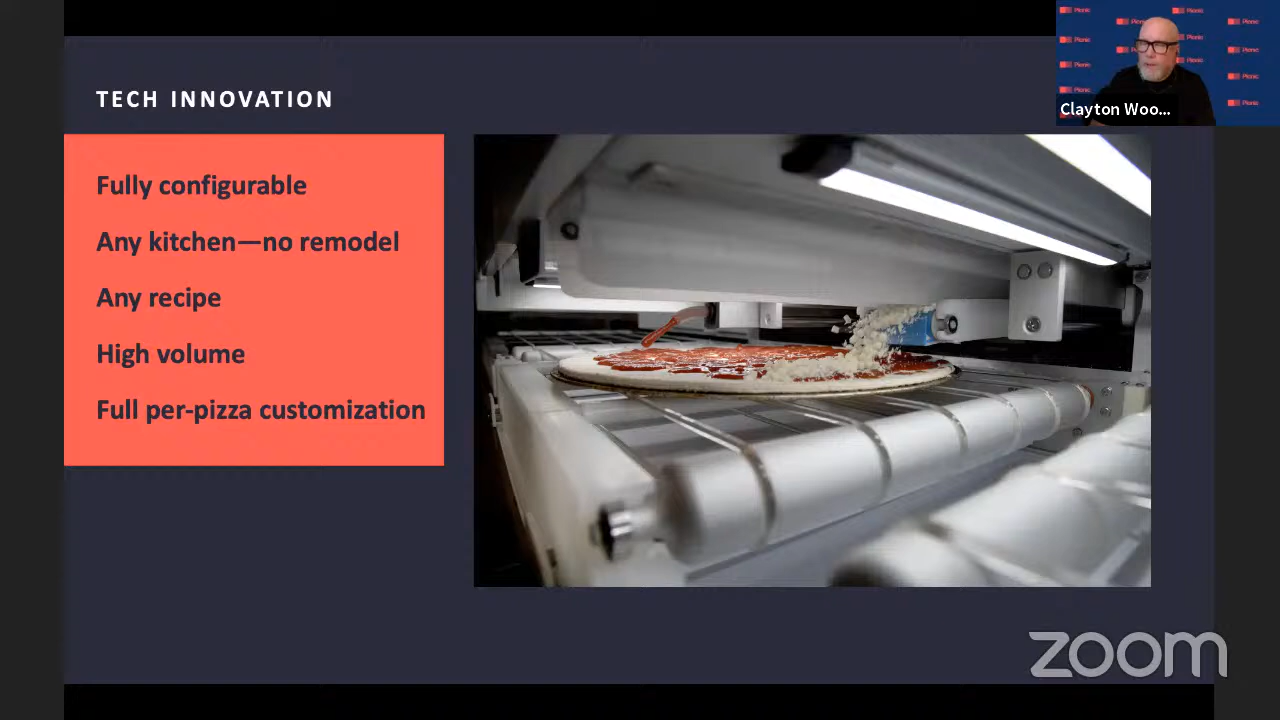 TECH INNOVATION
Fully configurable
Any kitchen—no remodel
Any recipe
High volume
Full per-pizza customization
Picnic
Clayton Woo...
zoom